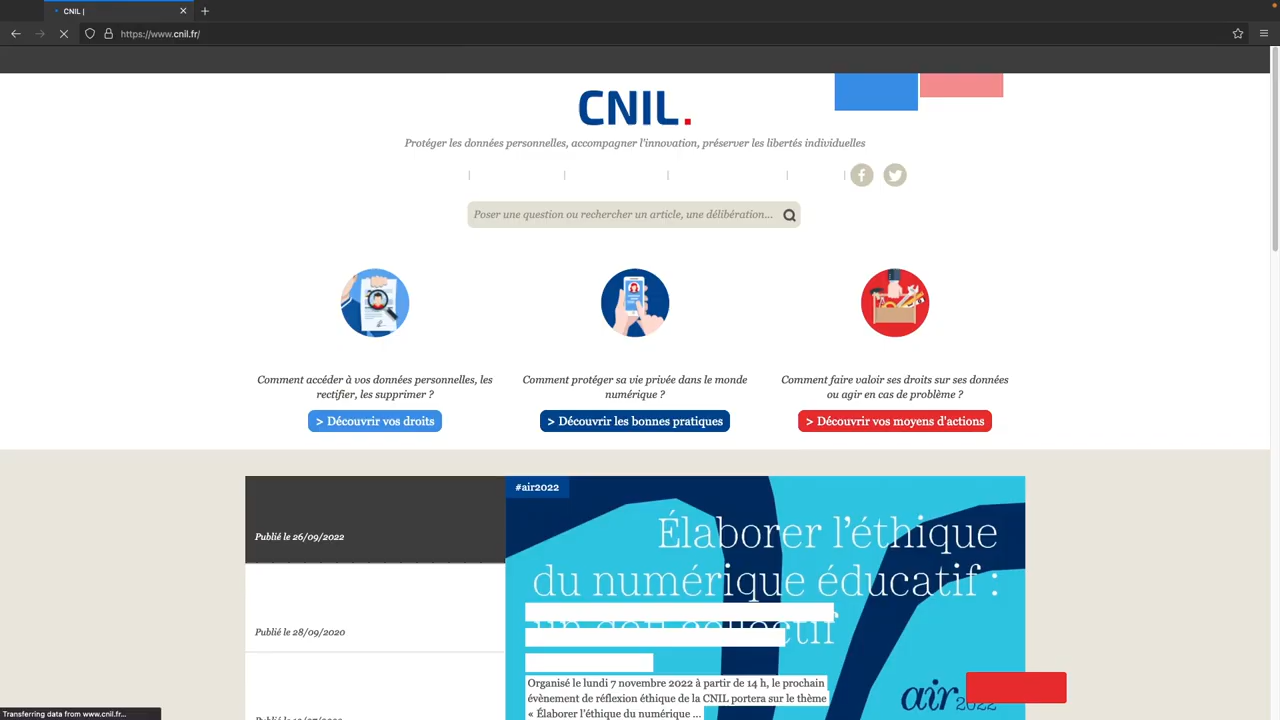 CNIL |
https://www.cnil.fr/
CNIL.
Protéger les données personnelles, accompagner l'innovation, préserver les libertés individuelles
Poser une question ou rechercher un article, une délibération...
Comment accéder à vos données personnelles, les
rectifier, les supprimer ?
> Découvrir vos droits
Comment protéger sa vie privée dans le monde
numérique ?
> Découvrir les bonnes pratiques
Comment faire valoir ses droits sur ses données
ou agir en cas de problème ?
> Découvrir vos moyens d'actions
Publié le 26/09/2022
Publié le 28/09/2020
#air2022
Élaborer l'éthique
du numérique éducatif :
un défi collectif
Organisé le lundi 7 novembre 2022 à partir de 14 h, le prochain
évènement de réflexion éthique de la CNIL portera sur le thème
« Élaborer l'éthique du numérique ...
air2022
Transferring data from www.cnil.fr...